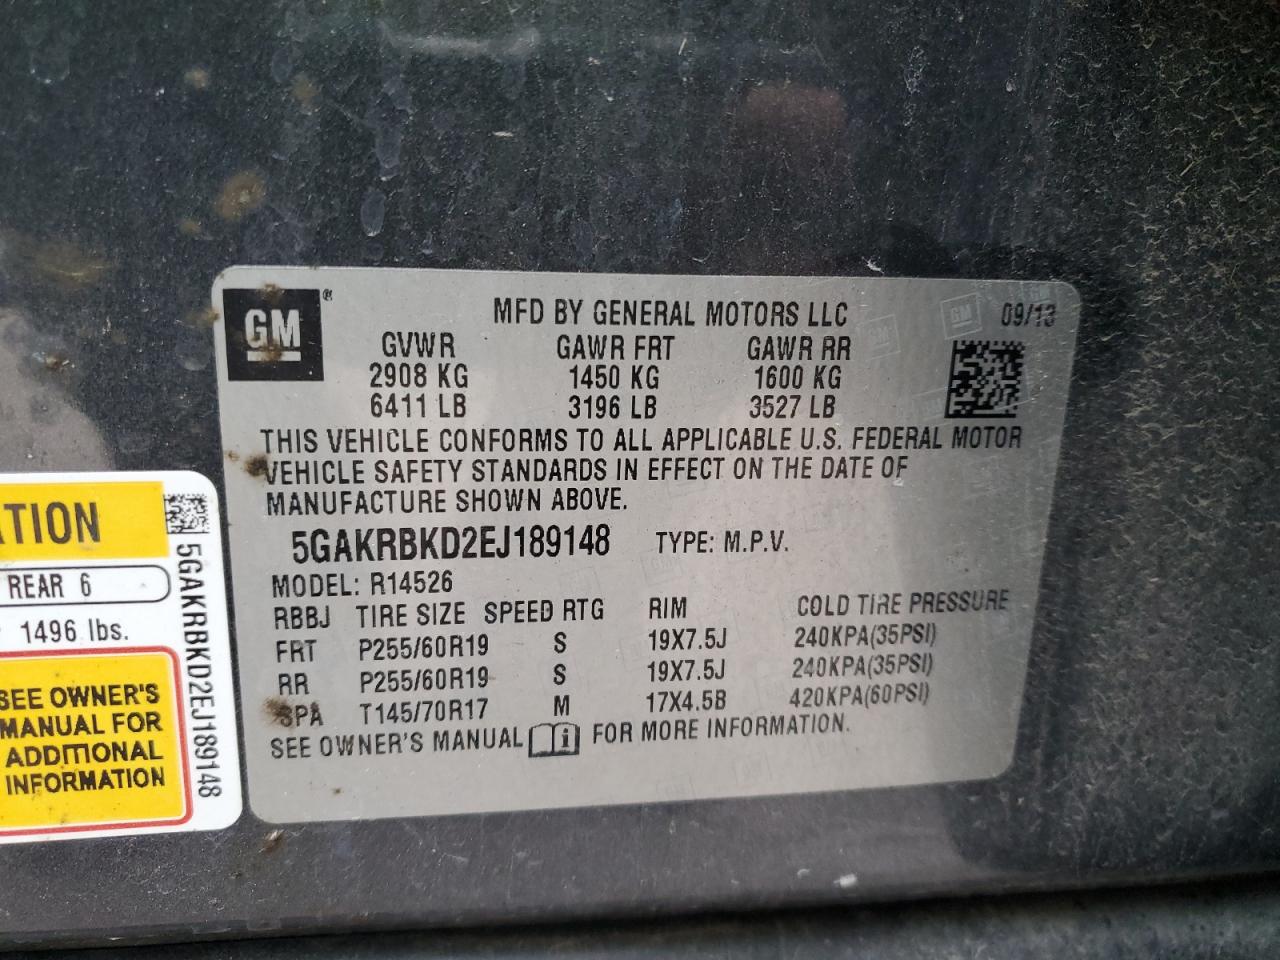 GM®
MFD BY GENERAL MOTORS LLC 09/13
GVWR GAWR FRT GAWR RR
2908 KG 1450 KG 1600 KG
6411 LB 3196 LB 3527 LB
THIS VEHICLE CONFORMS TO ALL APPLICABLE U.S. FEDERAL MOTOR
VEHICLE SAFETY STANDARDS IN EFFECT ON THE DATE OF
MANUFACTURE SHOWN ABOVE.
5GAKRBKD2EJ189148 TYPE: M.P.V.
MODEL: R14526
RBBJ TIRE SIZE SPEED RTG RIM COLD TIRE PRESSURE
FRT P255/60R19 S 19X7.5J 240KPA(35PSI)
RR P255/60R19 S 19X7.5J 240KPA(35PSI)
SPA T145/70R17 M 17X4.5B 420KPA(60PSI)
SEE OWNER'S MANUAL i FOR MORE INFORMATION.
ATION
REAR 6
1496 lbs.
SEE OWNER'S
MANUAL FOR
ADDITIONAL
INFORMATION
5GAKRBKD2EJ189148